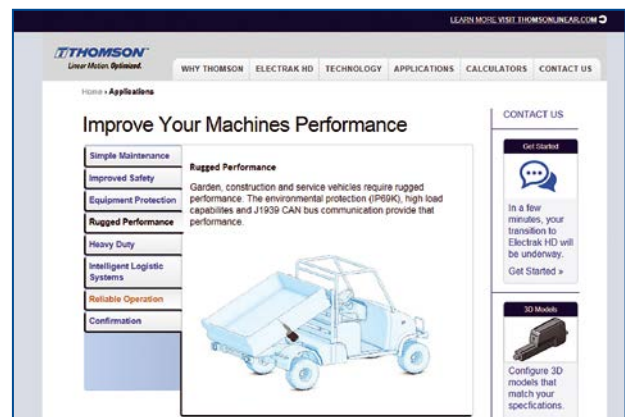 LEARN MORE VISIT THOMSONLINEAR.COM
THOMSON
Linear Motion. Optimized.
WHY THOMSON ELECTRAK HD TECHNOLOGY APPLICATIONS CALCULATORS CONTACT US
Home » Applications
Improve Your Machines Performance
Simple Maintenance
Improved Safety
Equipment Protection
Rugged Performance
Heavy Duty
Intelligent Logistic
Systems
Reliable Operation
Confirmation
Rugged Performance
Garden, construction and service vehicles require rugged
performance. The environmental protection (IP69K), high load
capabilites and J1939 CAN bus communication provide that
performance.
CONTACT US
Get Started
In a few
minutes, your
transition to
Electrak HD will
be underway.
Get Started »
3D Models
Configure 3D
models that
match your
specfications.